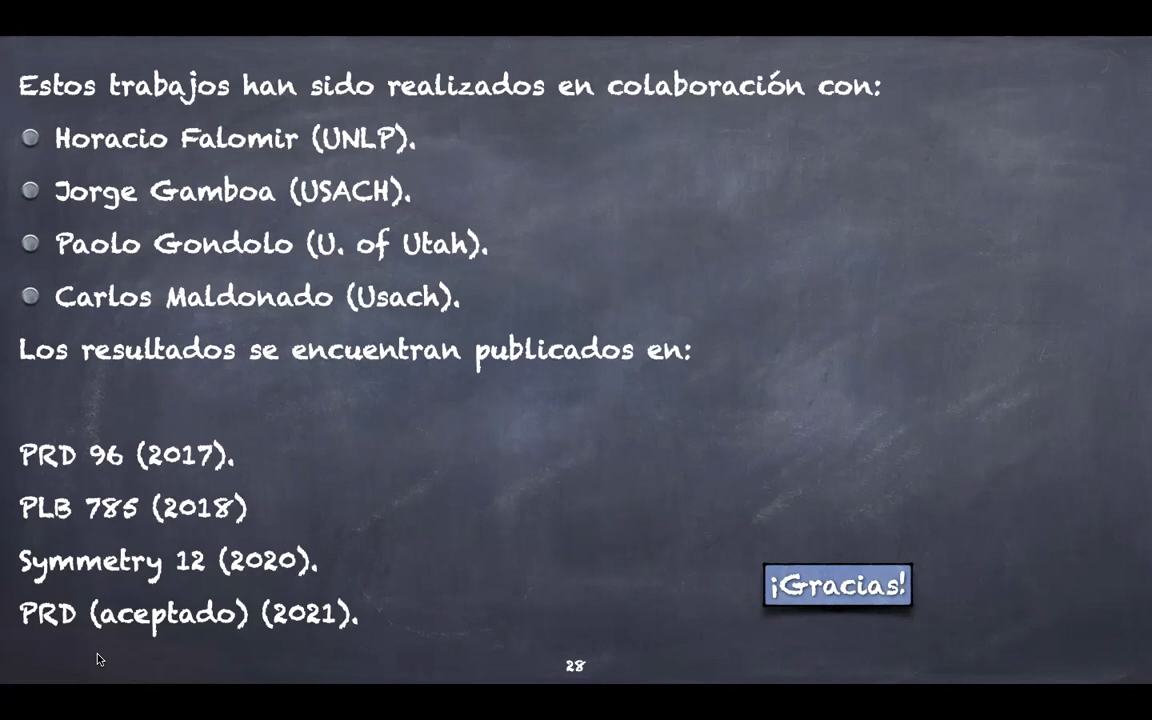 Estos trabajos han sido realizados en colaboración con:
Horacio Falomir (UNLP).
Jorge Gamboa (USACH).
Paolo Gondolo (U. of Utah).
Carlos Maldonado (Usach).
Los resultados se encuentran publicados en:
PRD 96 (2017).
PLB 785 (2018)
Symmetry 12 (2020).
PRD (aceptado) (2021).
¡Gracias!
28